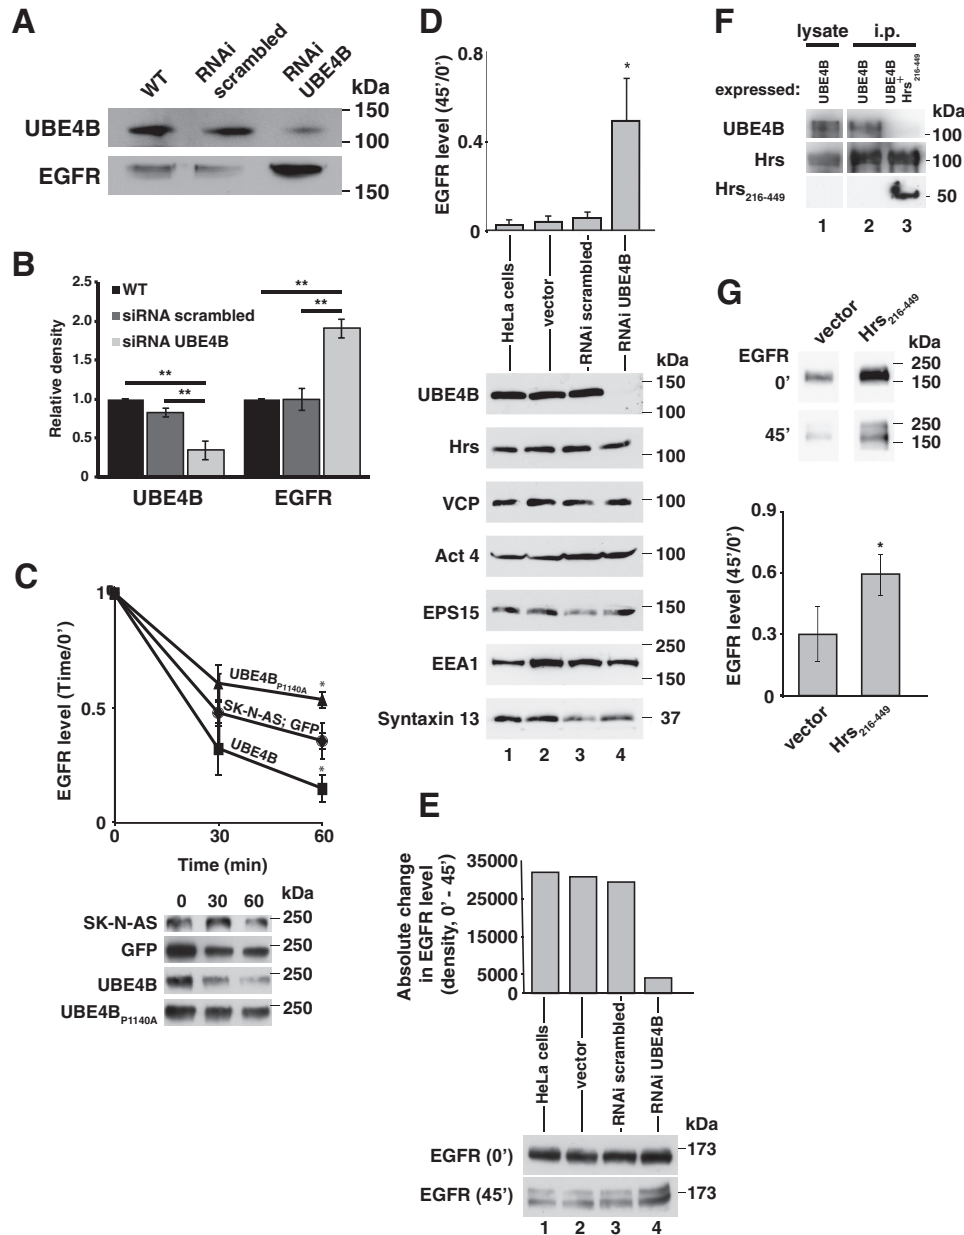 A
WT
RNAi scrambled
RNAi UBE4B
kDa
UBE4B
150
100
EGFR
150
B
Relative density
2.5
2.0
1.5
1.0
0.5
0
WT
siRNA scrambled
siRNA UBE4B
**
**
**
**
UBE4B
EGFR
C
EGFR level (Time/0')
1
0.5
0
UBE4B P1140A
*
SK-N-AS; GFP
UBE4B
*
0
30
60
Time (min)
0 30 60 kDa
SK-N-AS 250
GFP 250
UBE4B 250
UBE4B P1140A 250
D
EGFR level (45'/0')
0.8
0.4
0
*
HeLa cells
vector
RNAi scrambled
RNAi UBE4B
kDa
UBE4B 150
100
Hrs 100
VCP 100
Act 4 100
EPS15 150
EEA1 250
150
Syntaxin 13 37
1 2 3 4
E
Absolute change
in EGFR level
(density, 0' - 45')
35000
25000
15000
5000
0
HeLa cells
vector
RNAi scrambled
RNAi UBE4B
kDa
EGFR (0') 173
EGFR (45') 173
1 2 3 4
F
lysate i.p.
expressed:
UBE4B
UBE4B
UBE4B + Hrs 216-449
kDa
UBE4B 100
Hrs 100
Hrs 216-449 50
1 2 3
G
vector
Hrs 216-449
kDa
EGFR
0'
250
150
45'
250
150
EGFR level (45'/0')
0.9
0.6
0.3
0
*
vector
Hrs 216-449